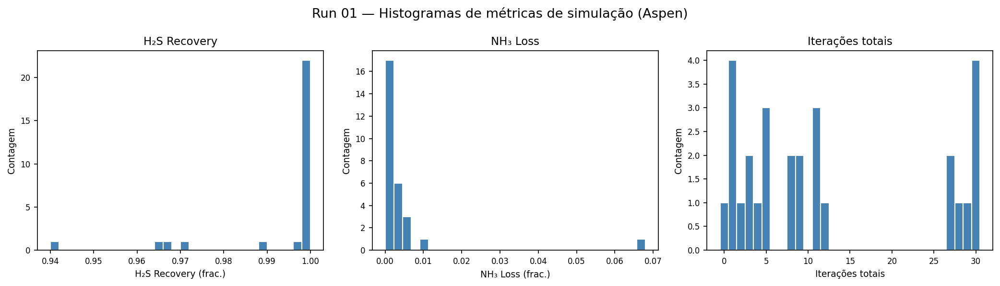 Run 01 — Histogramas de métricas de simulação (Aspen)
H₂S Recovery
Contagem
20
15
10
5
0
0.94 0.95 0.96 0.97 0.98 0.99 1.00
H₂S Recovery (frac.)
NH₃ Loss
Contagem
16
14
12
10
8
6
4
2
0
0.00 0.01 0.02 0.03 0.04 0.05 0.06 0.07
NH₃ Loss (frac.)
Iterações totais
Contagem
4.0
3.5
3.0
2.5
2.0
1.5
1.0
0.5
0.0
0 5 10 15 20 25 30
Iterações totais